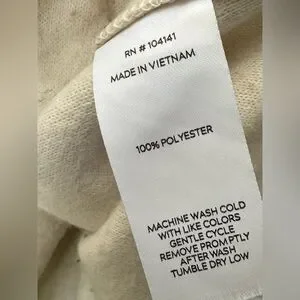 RN # 104141
MADE IN VIETNAM
100% POLYESTER
MACHINE WASH COLD
WITH LIKE COLORS
GENTLE CYCLE
REMOVE PROMPTLY
AFTER WASH
TUMBLE DRY LOW